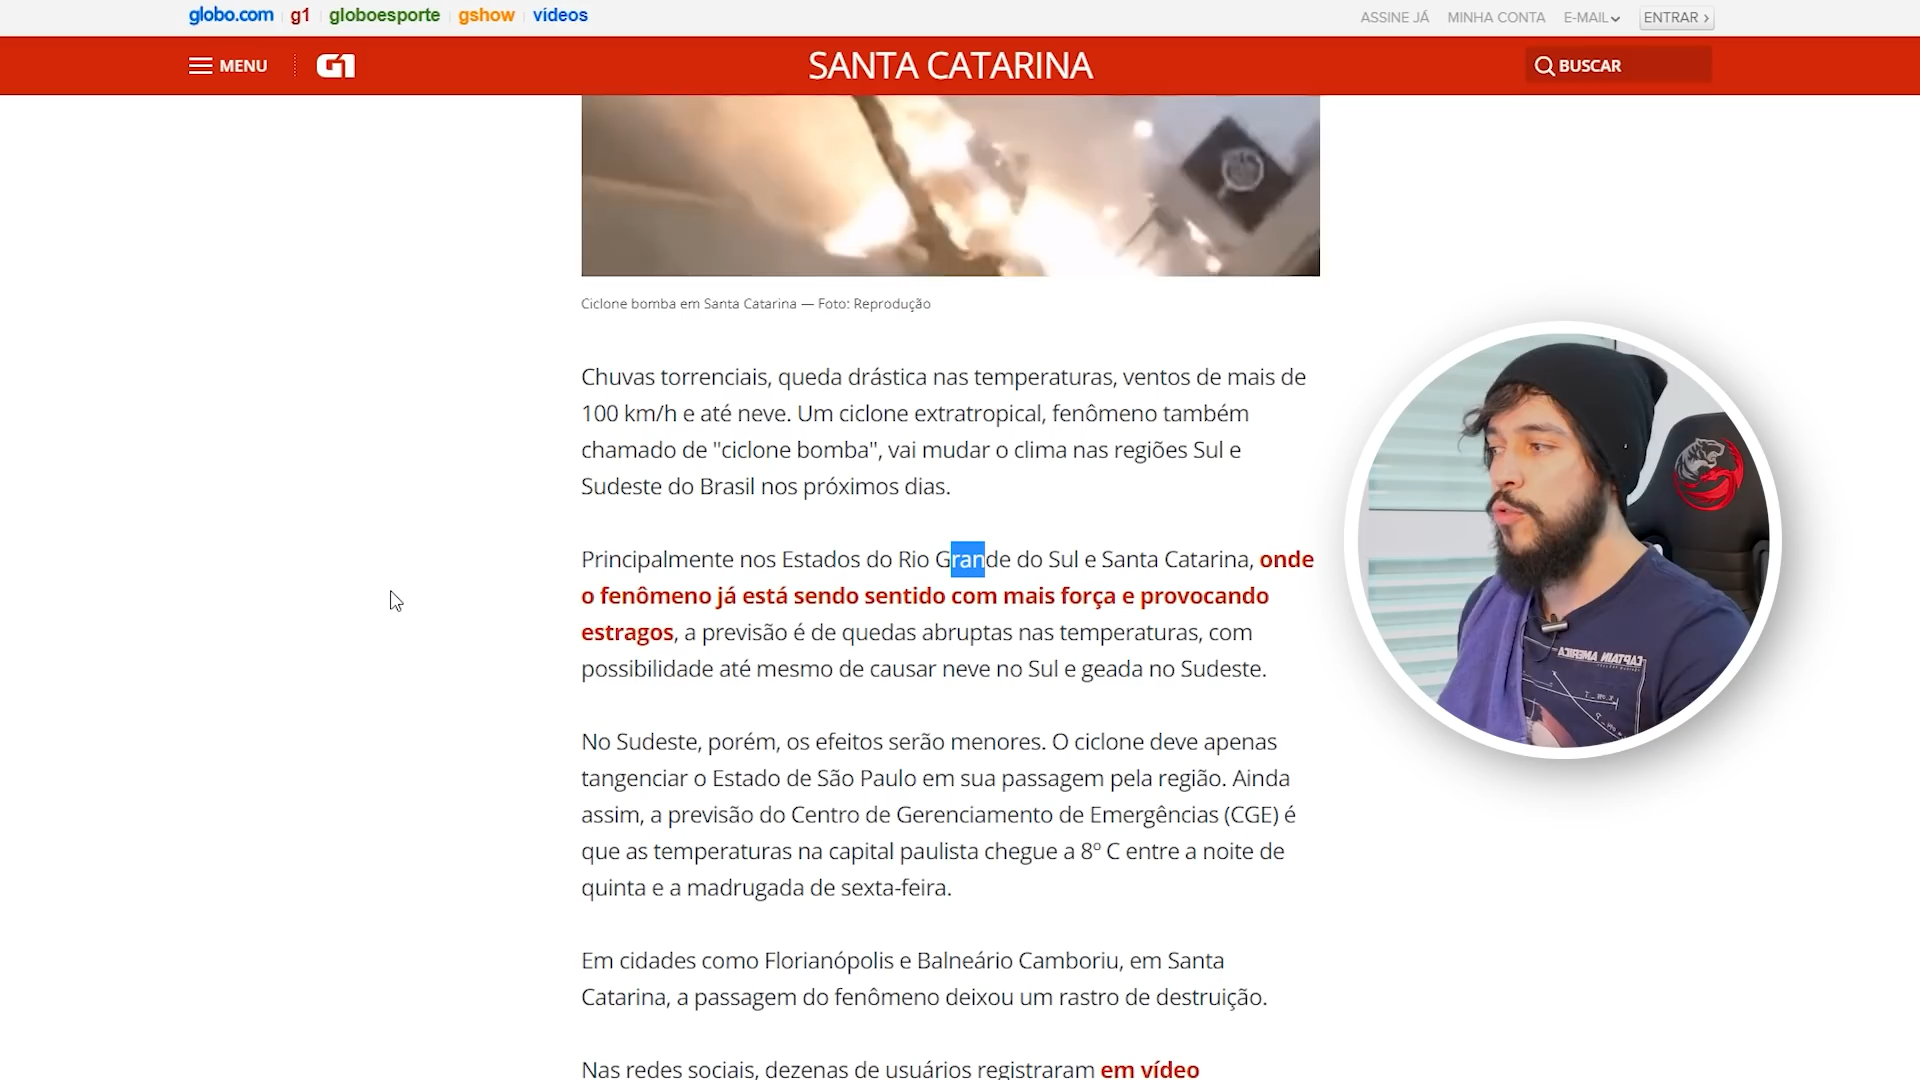 globo.com g1 globoesporte gshow vídeos
ASSINE JÁ MINHA CONTA E-MAIL ENTRAR ›
MENU G1 SANTA CATARINA BUSCAR
Ciclone bomba em Santa Catarina — Foto: Reprodução
Chuvas torrenciais, queda drástica nas temperaturas, ventos de mais de
100 km/h e até neve. Um ciclone extratropical, fenômeno também
chamado de "ciclone bomba", vai mudar o clima nas regiões Sul e
Sudeste do Brasil nos próximos dias.
Principalmente nos Estados do Rio Grande do Sul e Santa Catarina, onde
o fenômeno já está sendo sentido com mais força e provocando
estragos, a previsão é de quedas abruptas nas temperaturas, com
possibilidade até mesmo de causar neve no Sul e geada no Sudeste.
No Sudeste, porém, os efeitos serão menores. O ciclone deve apenas
tangenciar o Estado de São Paulo em sua passagem pela região. Ainda
assim, a previsão do Centro de Gerenciamento de Emergências (CGE) é
que as temperaturas na capital paulista chegue a 8º C entre a noite de
quinta e a madrugada de sexta-feira.
Em cidades como Florianópolis e Balneário Camboriu, em Santa
Catarina, a passagem do fenômeno deixou um rastro de destruição.
Nas redes sociais, dezenas de usuários registraram em vídeo
CAPTAIN AMERICA